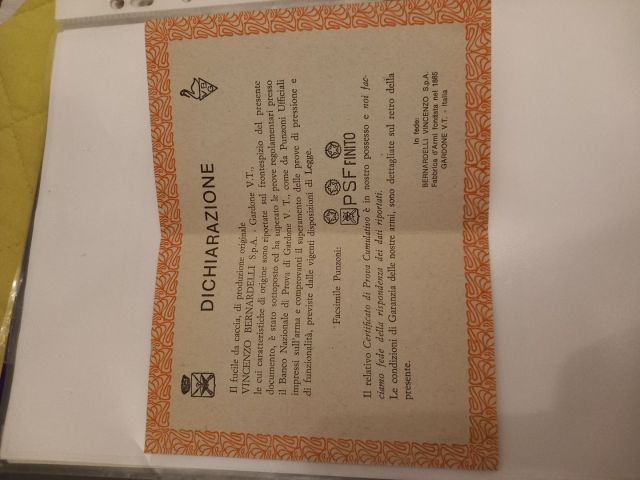 DICHIARAZIONE
Il fucile da caccia, di produzione originale
VINCENZO BERNARDELLI S.p.A. - Gardone V.T.,
le cui caratteristiche di origine sono riportate sul frontespizio del presente
documento, è stato sottoposto ed ha superato le prove regolamentari presso
il Banco Nazionale di Prova di Gardone V. T., come da Punzoni Ufficiali
impressi sull'arma e comprovanti il superamento delle prove di pressione e
di funzionalità, previste dalle vigenti disposizioni di Legge.
Facsimile Punzoni:
PSF FINITO
Il relativo Certificato di Prova Cumulativo è in nostro possesso e noi fac-
ciamo fede della rispondenza dei dati riportati.
Le condizioni di Garanzia delle nostre armi, sono dettagliate sul retro della
presente.
In fede:
BERNARDELLI VINCENZO S.p.A.
Fabbrica d'Armi fondata nel 1865
GARDONE V.T. - Italia